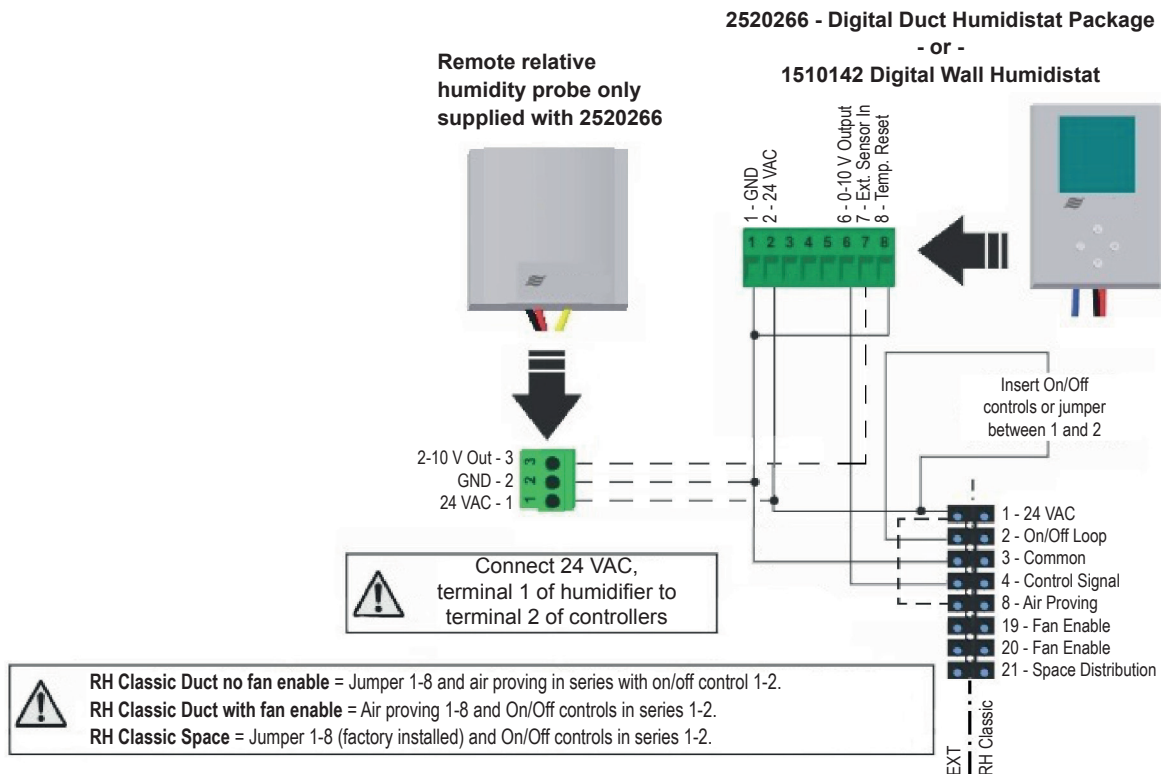 2520266 - Digital Duct Humidistat Package
- or -
1510142 Digital Wall Humidistat
Remote relative
humidity probe only
supplied with 2520266
1 - GND
2 - 24 VAC
6 - 0-10 V Output
7 - Ext. Sensor In
8 - Temp. Reset
1 2 3 4 5 6 7 8
Insert On/Off
controls or jumper
between 1 and 2
2-10 V Out - 3
GND - 2
24 VAC - 1
3
2
1
1 - 24 VAC
2 - On/Off Loop
3 - Common
4 - Control Signal
8 - Air Proving
19 - Fan Enable
20 - Fan Enable
21 - Space Distribution
Connect 24 VAC,
terminal 1 of humidifier to
terminal 2 of controllers
RH Classic Duct no fan enable = Jumper 1-8 and air proving in series with on/off control 1-2.
RH Classic Duct with fan enable = Air proving 1-8 and On/Off controls in series 1-2.
RH Classic Space = Jumper 1-8 (factory installed) and On/Off controls in series 1-2.
EXT
RH Classic